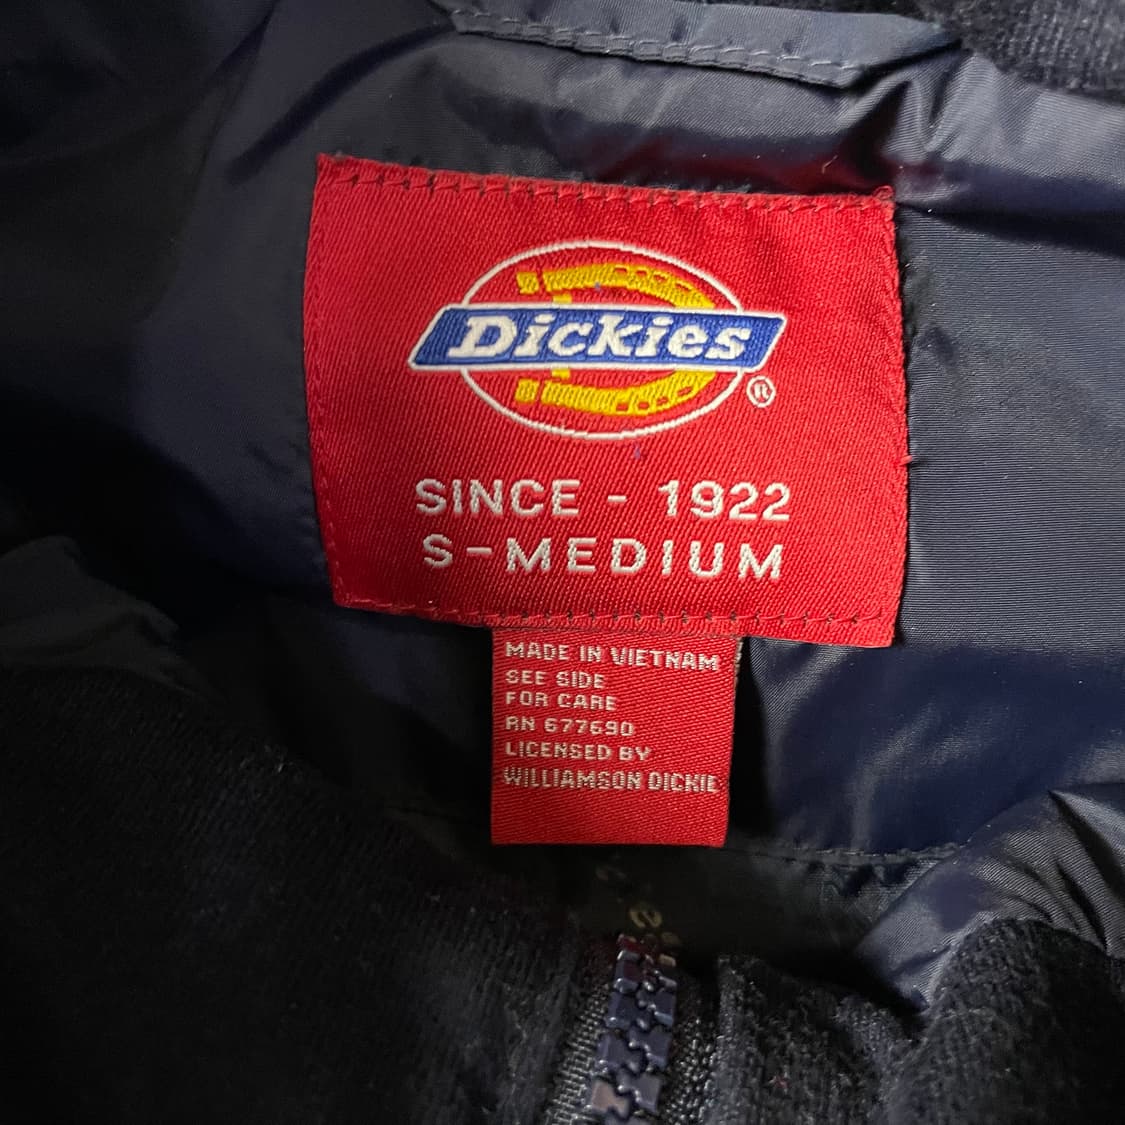 Dickies
®
SINCE - 1922
S-MEDIUM
MADE IN VIETNAM
SEE SIDE
FOR CARE
RN 677690
LICENSED BY
WILLIAMSON DICKIE